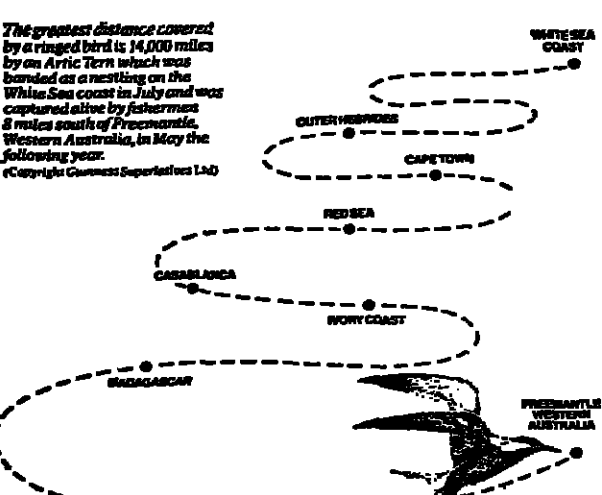 The greatest distance covered
by a ringed bird is 14,000 miles
by an Artic Tern which was
banded as a nestling on the
White Sea coast in July and was
captured alive by fishermen
8 miles south of Freemantle,
Western Australia, in May the
following year.
(Copyright Guinness Superlatives Ltd)
WHITE SEA
COAST
OUTER HEBRIDES
CAPE TOWN
RED SEA
CASABLANCA
IVORY COAST
MADAGASCAR
FREEMANTLE
WESTERN
AUSTRALIA